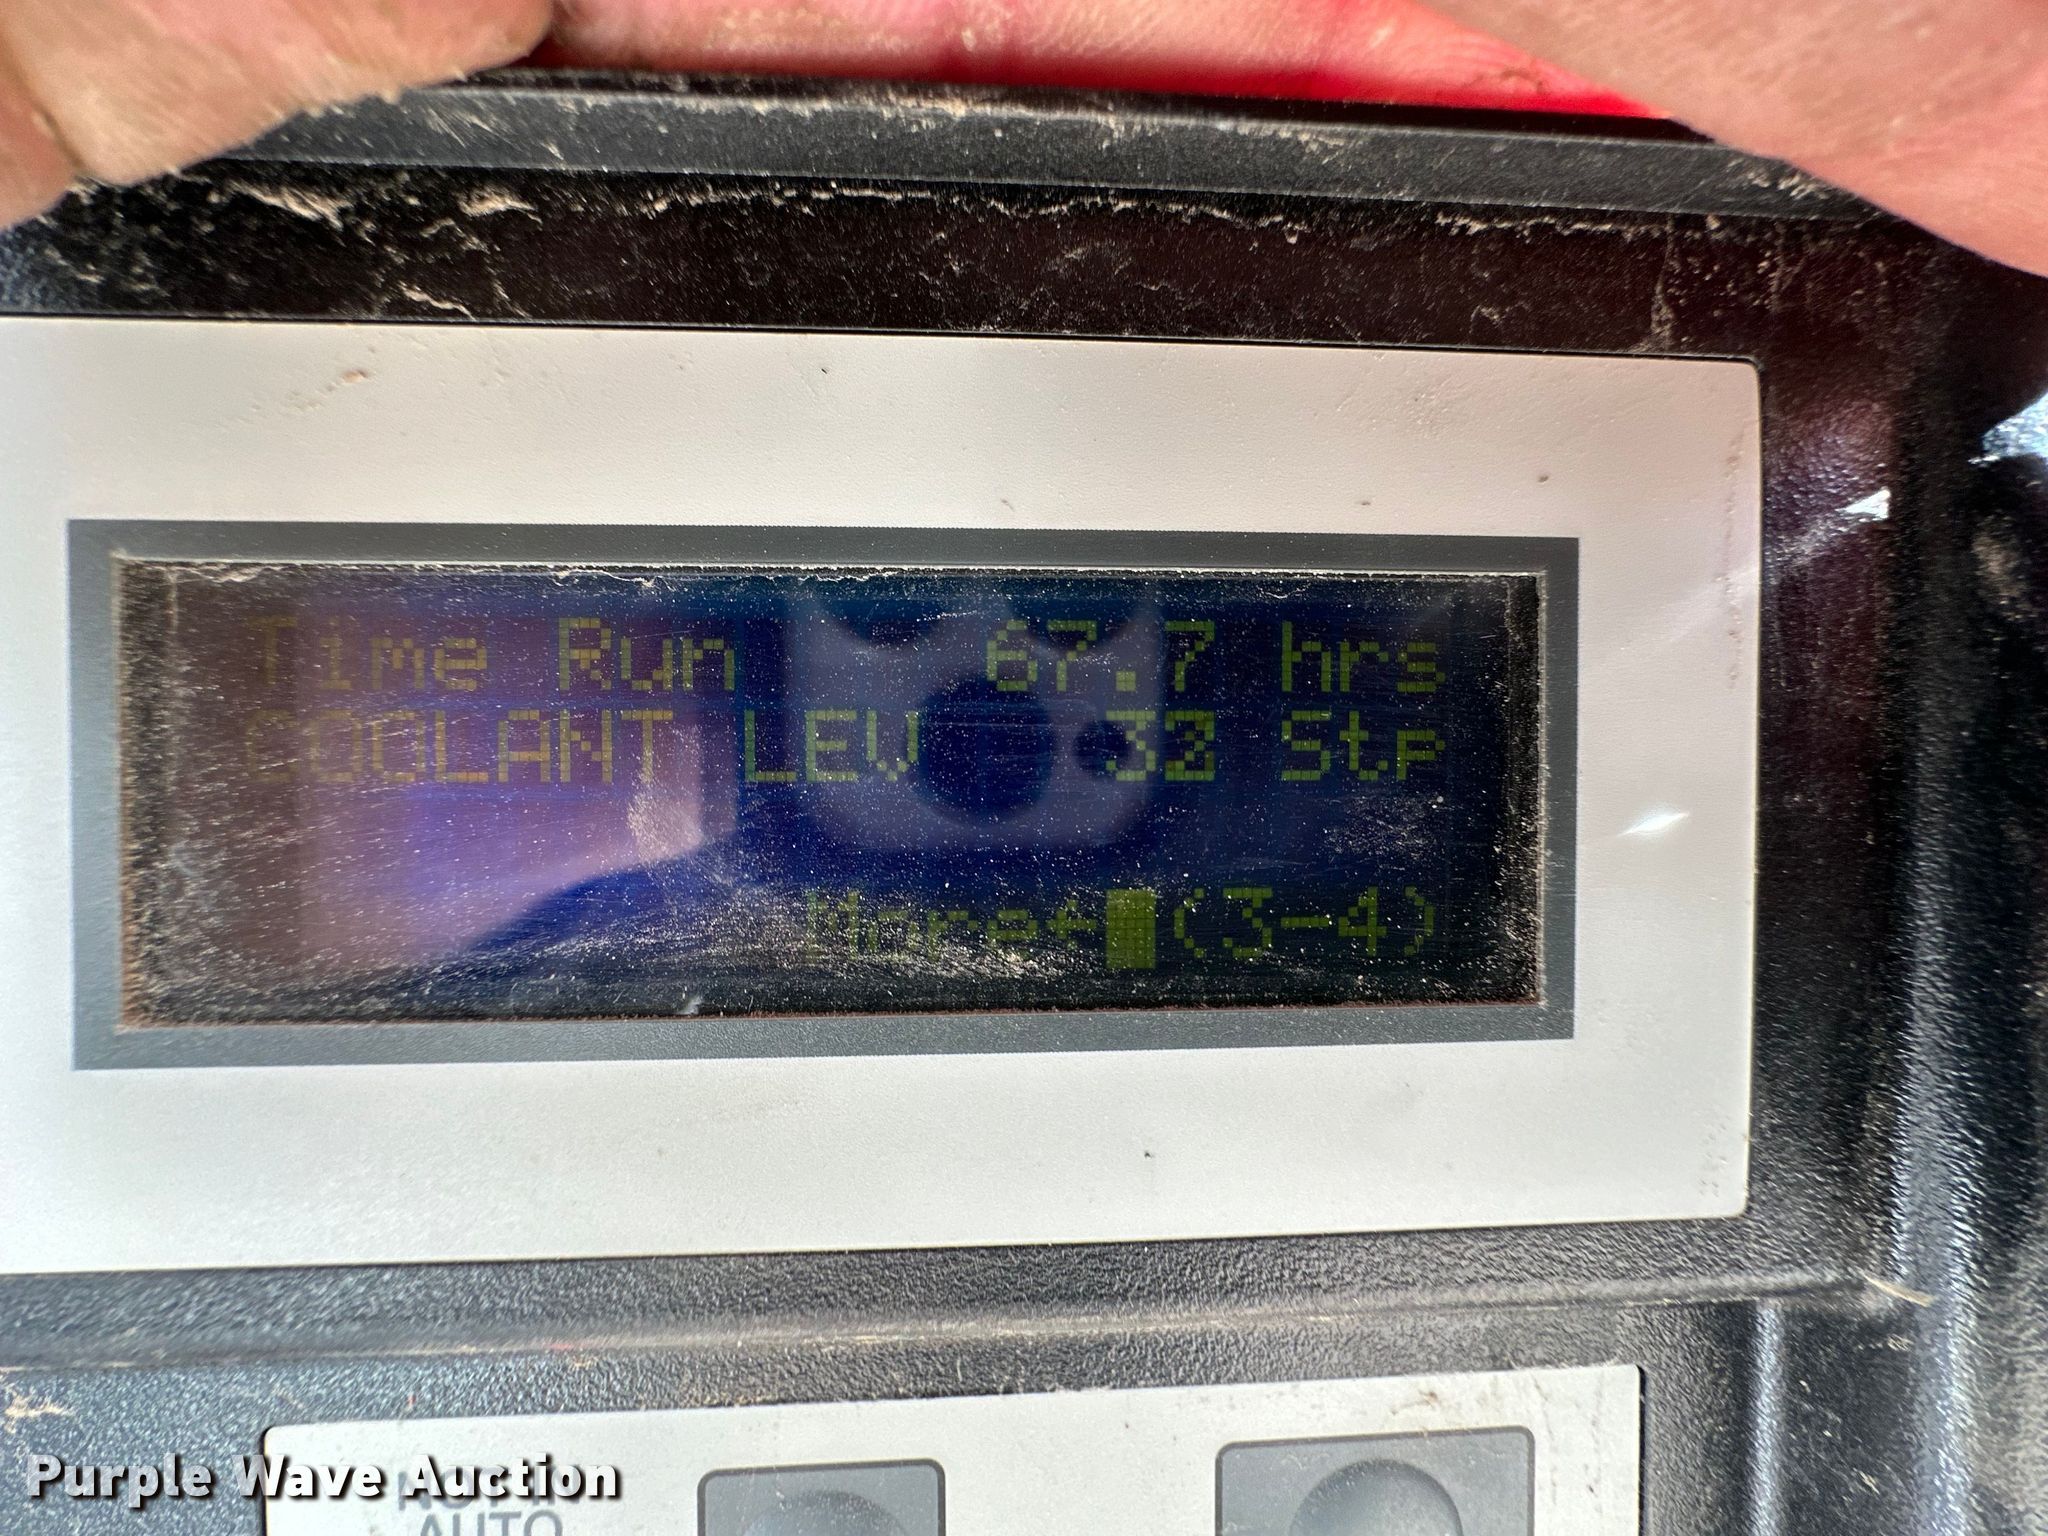 Time Run 67.7 hrs
COOLANT LEV 32 Stp
More←█(3-4)
Purple Wave Auction
AUTO